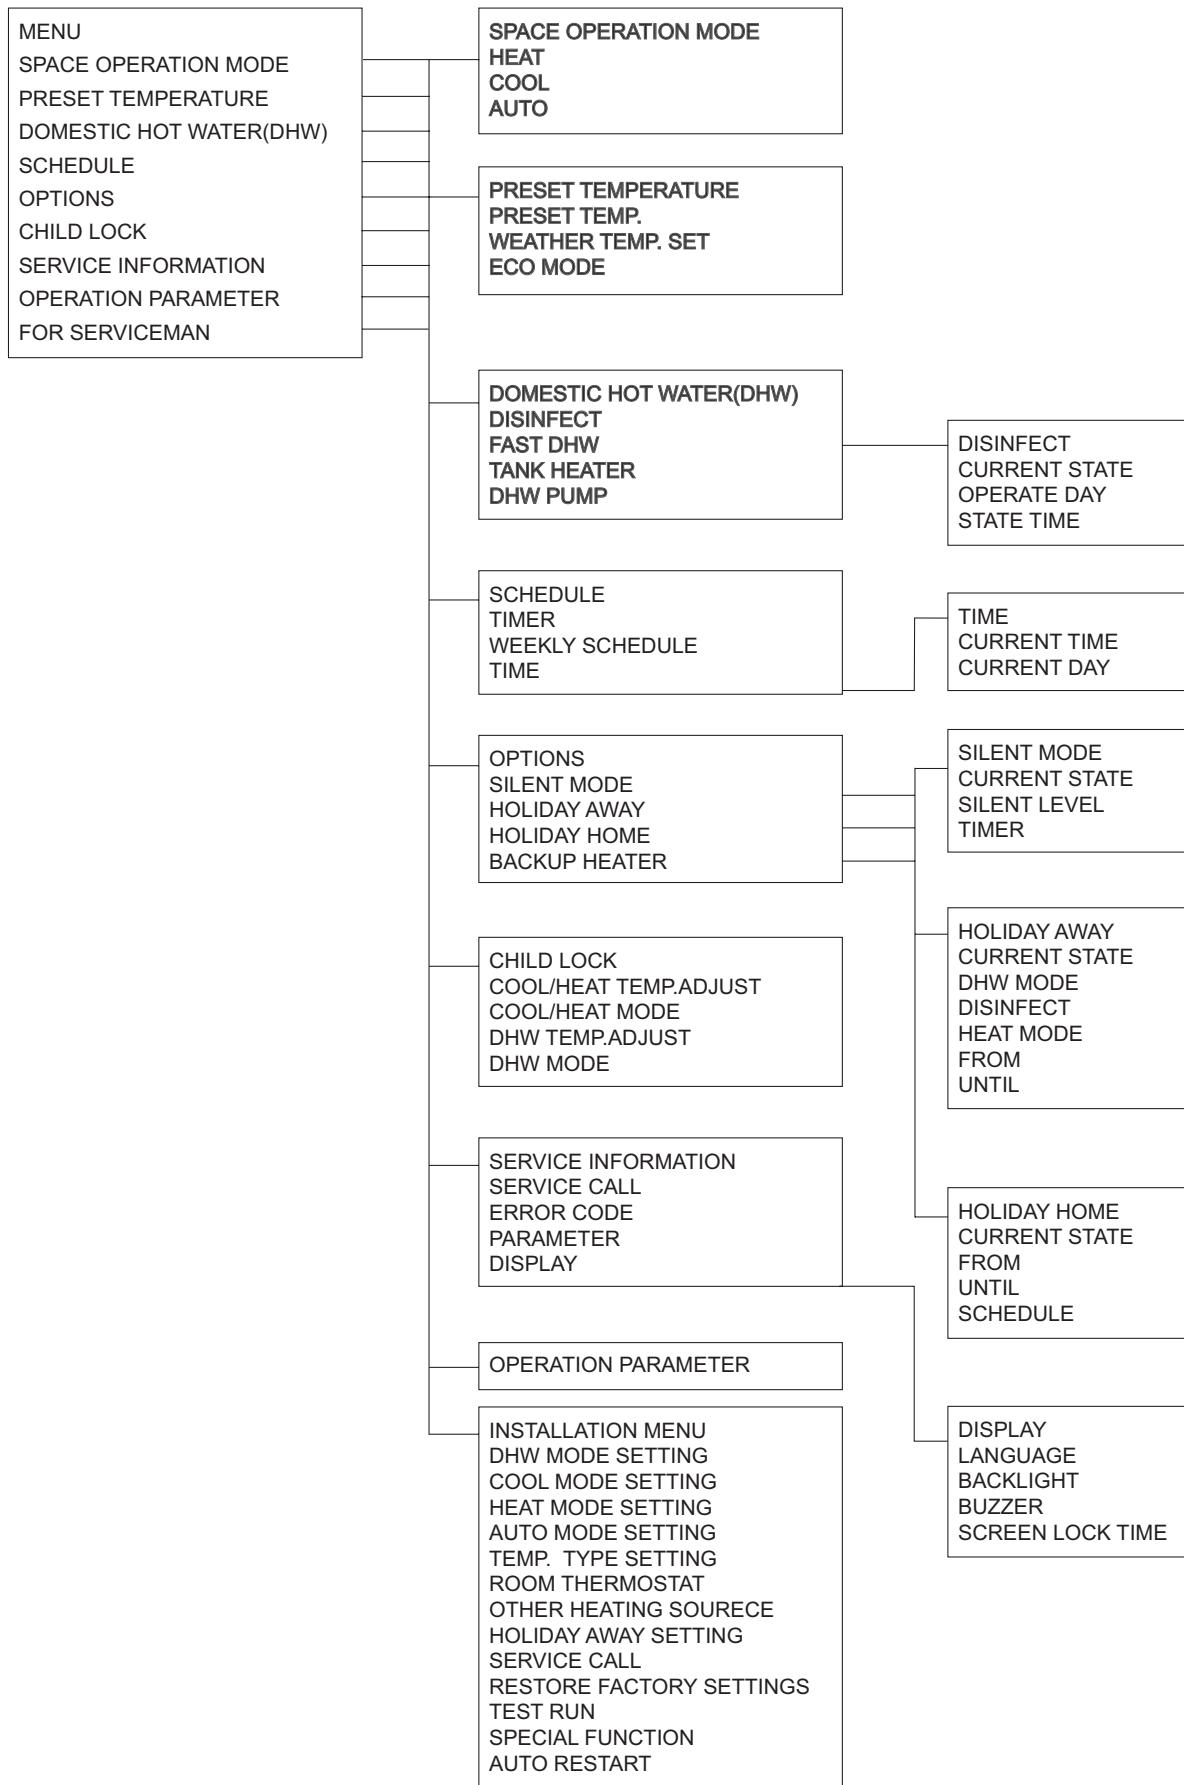 MENU
SPACE OPERATION MODE
PRESET TEMPERATURE
DOMESTIC HOT WATER(DHW)
SCHEDULE
OPTIONS
CHILD LOCK
SERVICE INFORMATION
OPERATION PARAMETER
FOR SERVICEMAN
SPACE OPERATION MODE
HEAT
COOL
AUTO
PRESET TEMPERATURE
PRESET TEMP.
WEATHER TEMP. SET
ECO MODE
DOMESTIC HOT WATER(DHW)
DISINFECT
FAST DHW
TANK HEATER
DHW PUMP
DISINFECT
CURRENT STATE
OPERATE DAY
STATE TIME
SCHEDULE
TIMER
WEEKLY SCHEDULE
TIME
TIME
CURRENT TIME
CURRENT DAY
OPTIONS
SILENT MODE
HOLIDAY AWAY
HOLIDAY HOME
BACKUP HEATER
SILENT MODE
CURRENT STATE
SILENT LEVEL
TIMER
HOLIDAY AWAY
CURRENT STATE
DHW MODE
DISINFECT
HEAT MODE
FROM
UNTIL
CHILD LOCK
COOL/HEAT TEMP.ADJUST
COOL/HEAT MODE
DHW TEMP.ADJUST
DHW MODE
SERVICE INFORMATION
SERVICE CALL
ERROR CODE
PARAMETER
DISPLAY
HOLIDAY HOME
CURRENT STATE
FROM
UNTIL
SCHEDULE
OPERATION PARAMETER
DISPLAY
LANGUAGE
BACKLIGHT
BUZZER
SCREEN LOCK TIME
INSTALLATION MENU
DHW MODE SETTING
COOL MODE SETTING
HEAT MODE SETTING
AUTO MODE SETTING
TEMP. TYPE SETTING
ROOM THERMOSTAT
OTHER HEATING SOURECE
HOLIDAY AWAY SETTING
SERVICE CALL
RESTORE FACTORY SETTINGS
TEST RUN
SPECIAL FUNCTION
AUTO RESTART